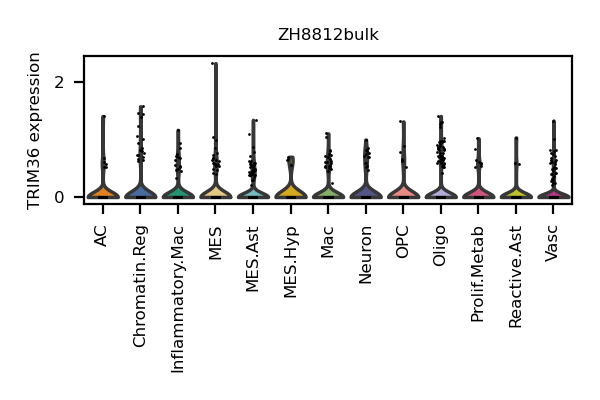 ZH8812bulk
TRIM36 expression
2
0
AC
Chromatin.Reg
Inflammatory.Mac
MES
MES.Ast
MES.Hyp
Mac
Neuron
OPC
Oligo
Prolif.Metab
Reactive.Ast
Vasc